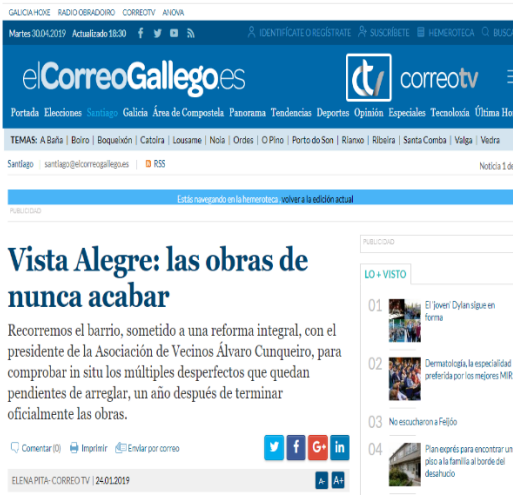 GALICIAHOXE RADIO OBRADOIRO CORREOTV ANOVA
Martes 30.04.2019 Actualizado 18:30 IDENTIFÍCATE O REGÍSTRATE SUSCRÍBETE HEMEROTECA
elCorreoGallego.es correotv
Portada Elecciones Santiago Galicia Área de Compostela Panorama Tendencias Deportes Opinión Especiales Tecnoloxía Última Ho
TEMAS: A Baña | Boiro | Boqueixón | Catoira | Lousame | Noia | Ordes | O Pino | Porto do Son | Rianxo | Ribeira | Santa Comba | Valga | Vedra
Santiago | santiago@elcorreogallego.es | RSS Noticia 1 de
Estás navegando en la hemeroteca volver a la edición actual
PUBLICIDAD
PUBLICIDAD
Vista Alegre: las obras de
nunca acabar
Recorremos el barrio, sometido a una reforma integral, con el
presidente de la Asociación de Vecinos Álvaro Cunqueiro, para
comprobar in situ los múltiples desperfectos que quedan
pendientes de arreglar, un año después de terminar
oficialmente las obras.
Comentar (0) Imprimir Enviar por correo
ELENA PITA- CORREO TV | 24.01.2019 A- A+
LO + VISTO
01 El 'joven' Dylan sigue en
forma
02 Dermatología, la especialidad
preferida por los mejores MIR
03 No escucharon a Feijóo
04 Plan exprés para encontrar un
piso a la familia al borde del
desahucio